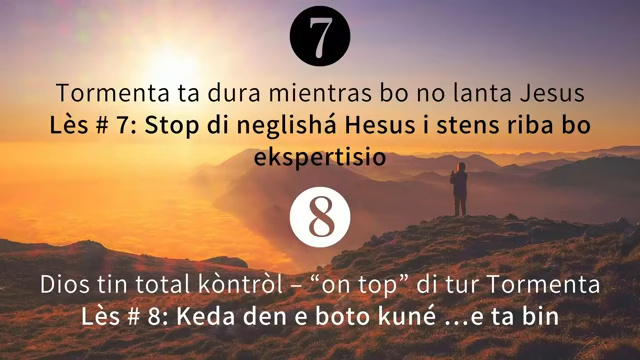 7
Tormenta ta dura mientras bo no lanta Jesus
Lès # 7: Stop di neglishá Hesus i stens riba bo
ekspertisio
8
Dios tin total kòntròl – “on top” di tur Tormenta
Lès # 8: Keda den e boto kuné ...e ta bin